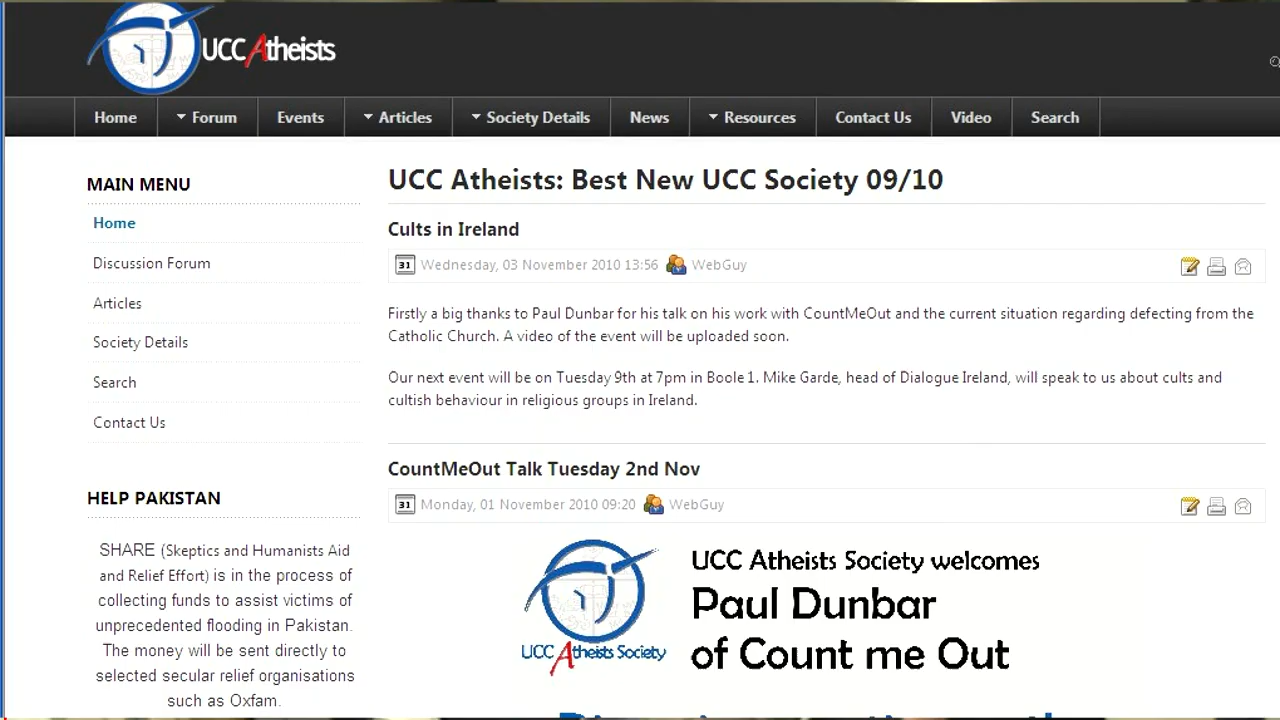 UCC Atheists
Home Forum Events Articles Society Details News Resources Contact Us Video Search
MAIN MENU
Home
Discussion Forum
Articles
Society Details
Search
Contact Us
HELP PAKISTAN
SHARE (Skeptics and Humanists Aid
and Relief Effort) is in the process of
collecting funds to assist victims of
unprecedented flooding in Pakistan.
The money will be sent directly to
selected secular relief organisations
such as Oxfam.
UCC Atheists: Best New UCC Society 09/10
Cults in Ireland
31 Wednesday, 03 November 2010 13:56 WebGuy
Firstly a big thanks to Paul Dunbar for his talk on his work with CountMeOut and the current situation regarding defecting from the
Catholic Church. A video of the event will be uploaded soon.
Our next event will be on Tuesday 9th at 7pm in Boole 1. Mike Garde, head of Dialogue Ireland, will speak to us about cults and
cultish behaviour in religious groups in Ireland.
CountMeOut Talk Tuesday 2nd Nov
31 Monday, 01 November 2010 09:20 WebGuy
UCC Atheists Society
UCC Atheists Society welcomes
Paul Dunbar
of Count me Out